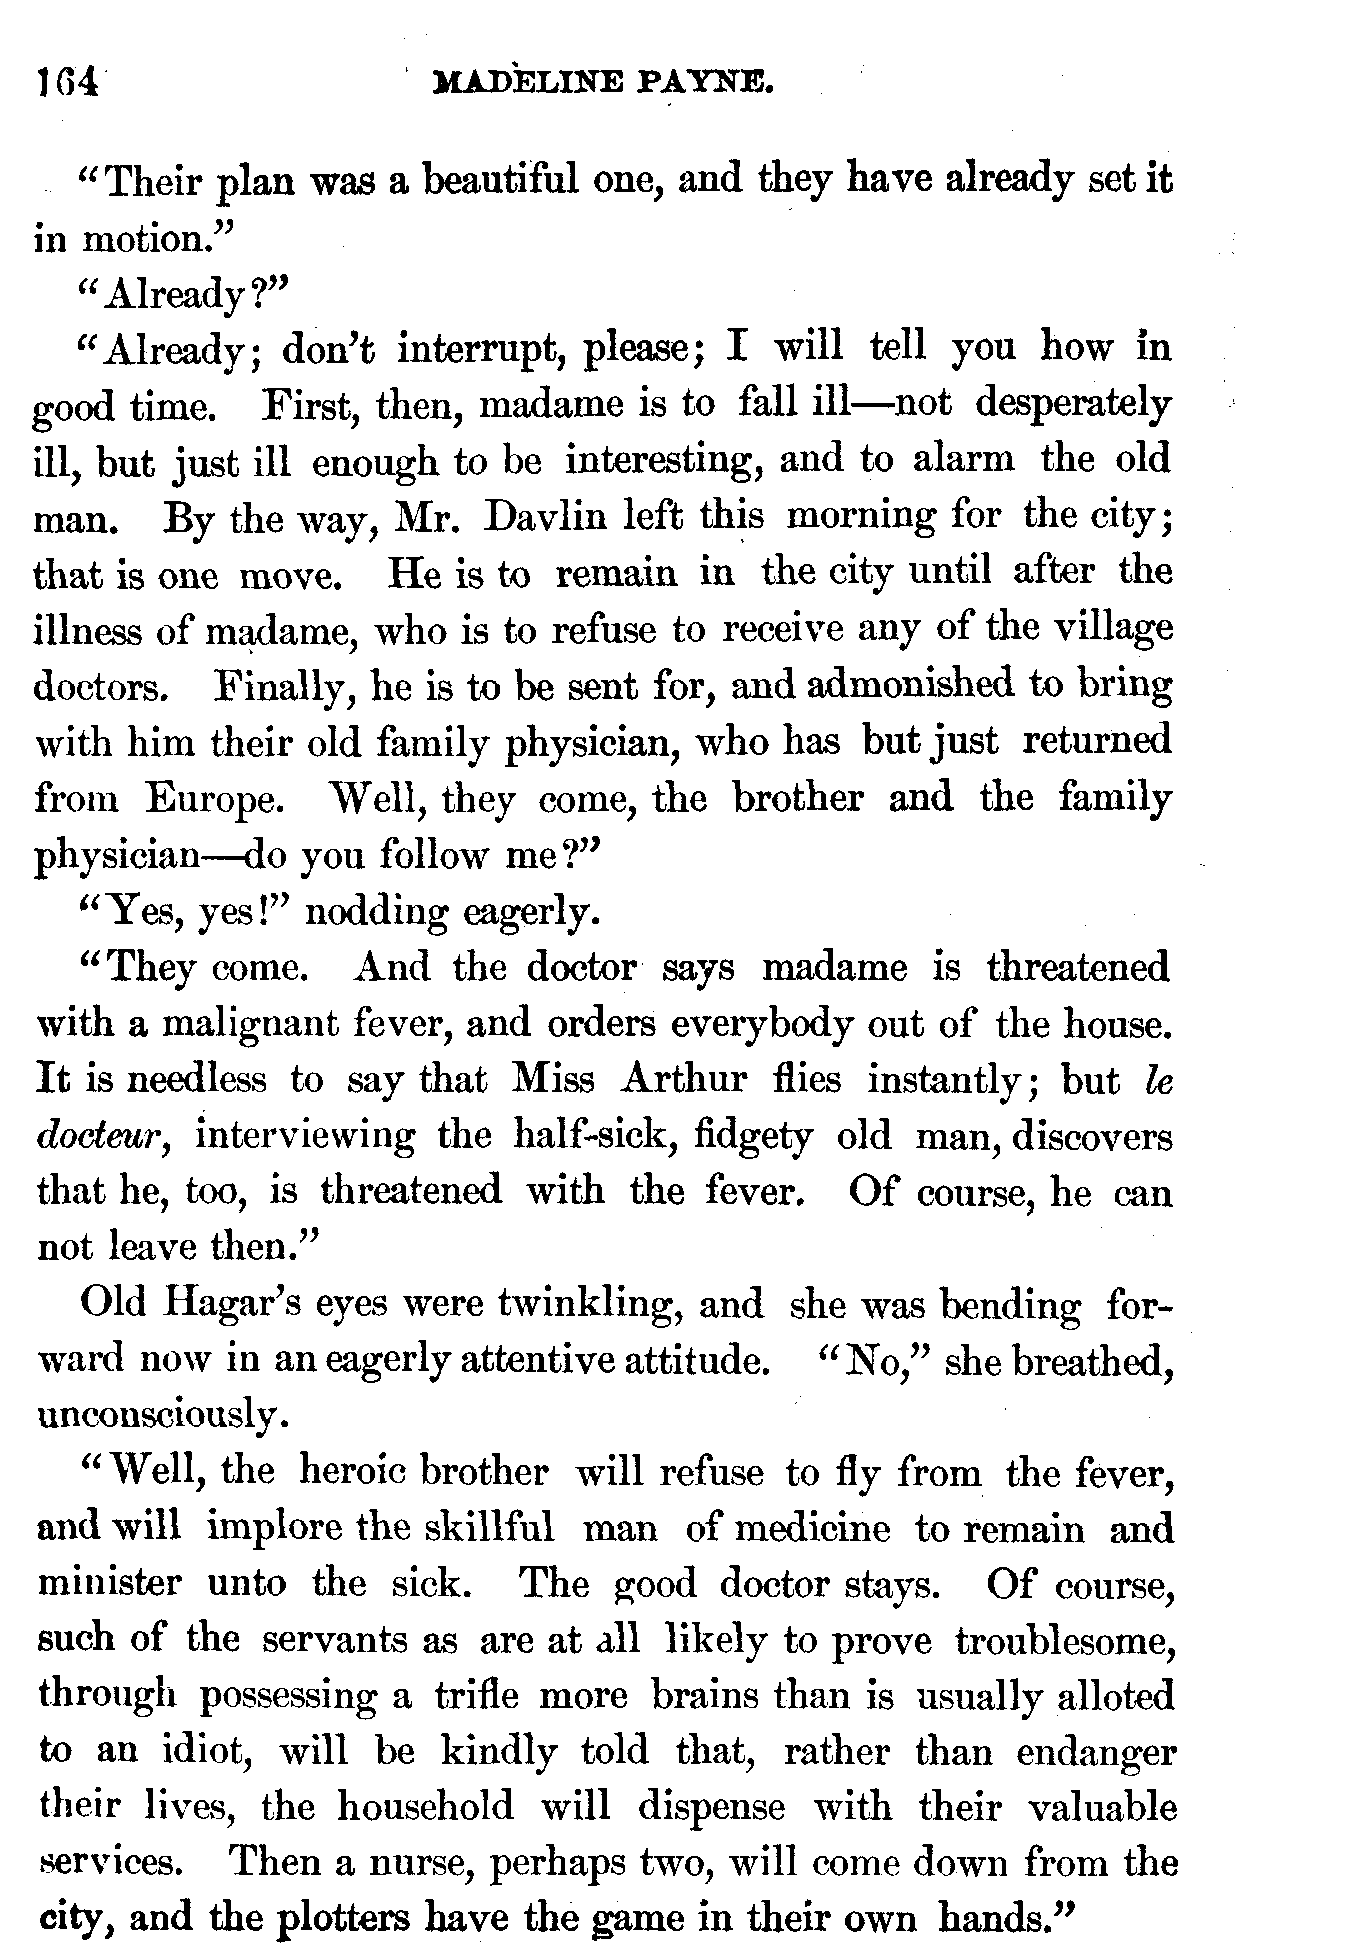 164 MADELINE PAYNE.
“Their plan was a beautiful one, and they have already set it
in motion.”
“Already?”
“Already; don’t interrupt, please; I will tell you how in
good time. First, then, madame is to fall ill—not desperately
ill, but just ill enough to be interesting, and to alarm the old
man. By the way, Mr. Davlin left this morning for the city;
that is one move. He is to remain in the city until after the
illness of madame, who is to refuse to receive any of the village
doctors. Finally, he is to be sent for, and admonished to bring
with him their old family physician, who has but just returned
from Europe. Well, they come, the brother and the family
physician—do you follow me?”
“Yes, yes!” nodding eagerly.
“They come. And the doctor says madame is threatened
with a malignant fever, and orders everybody out of the house.
It is needless to say that Miss Arthur flies instantly; but le
docteur, interviewing the half-sick, fidgety old man, discovers
that he, too, is threatened with the fever. Of course, he can
not leave then.”
Old Hagar’s eyes were twinkling, and she was bending for-
ward now in an eagerly attentive attitude. “No,” she breathed,
unconsciously.
“Well, the heroic brother will refuse to fly from the fever,
and will implore the skillful man of medicine to remain and
minister unto the sick. The good doctor stays. Of course,
such of the servants as are at all likely to prove troublesome,
through possessing a trifle more brains than is usually alloted
to an idiot, will be kindly told that, rather than endanger
their lives, the household will dispense with their valuable
services. Then a nurse, perhaps two, will come down from the
city, and the plotters have the game in their own hands.”